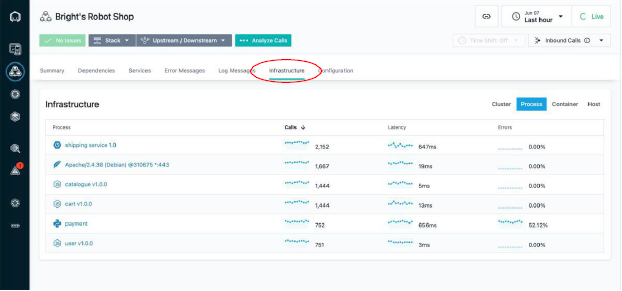 Bright's Robot Shop
Jun 07
Last hour
Live
No Issues
Stack
Upstream / Downstream
Analyze Calls
Time Shift: Off
Inbound Calls
Summary Dependencies Services Error Messages Log Messages Infrastructure Configuration
Infrastructure
Cluster Process Container Host
Process Calls Latency Errors
shipping service 1.0 2,152 647ms 0.00%
Apache/2.4.38 (Debian) @310675 *:443 1,667 19ms 0.00%
catalogue v1.0.0 1,444 5ms 0.00%
cart v1.0.0 1,444 13ms 0.00%
payment 752 656ms 52.12%
user v1.0.0 751 3ms 0.00%